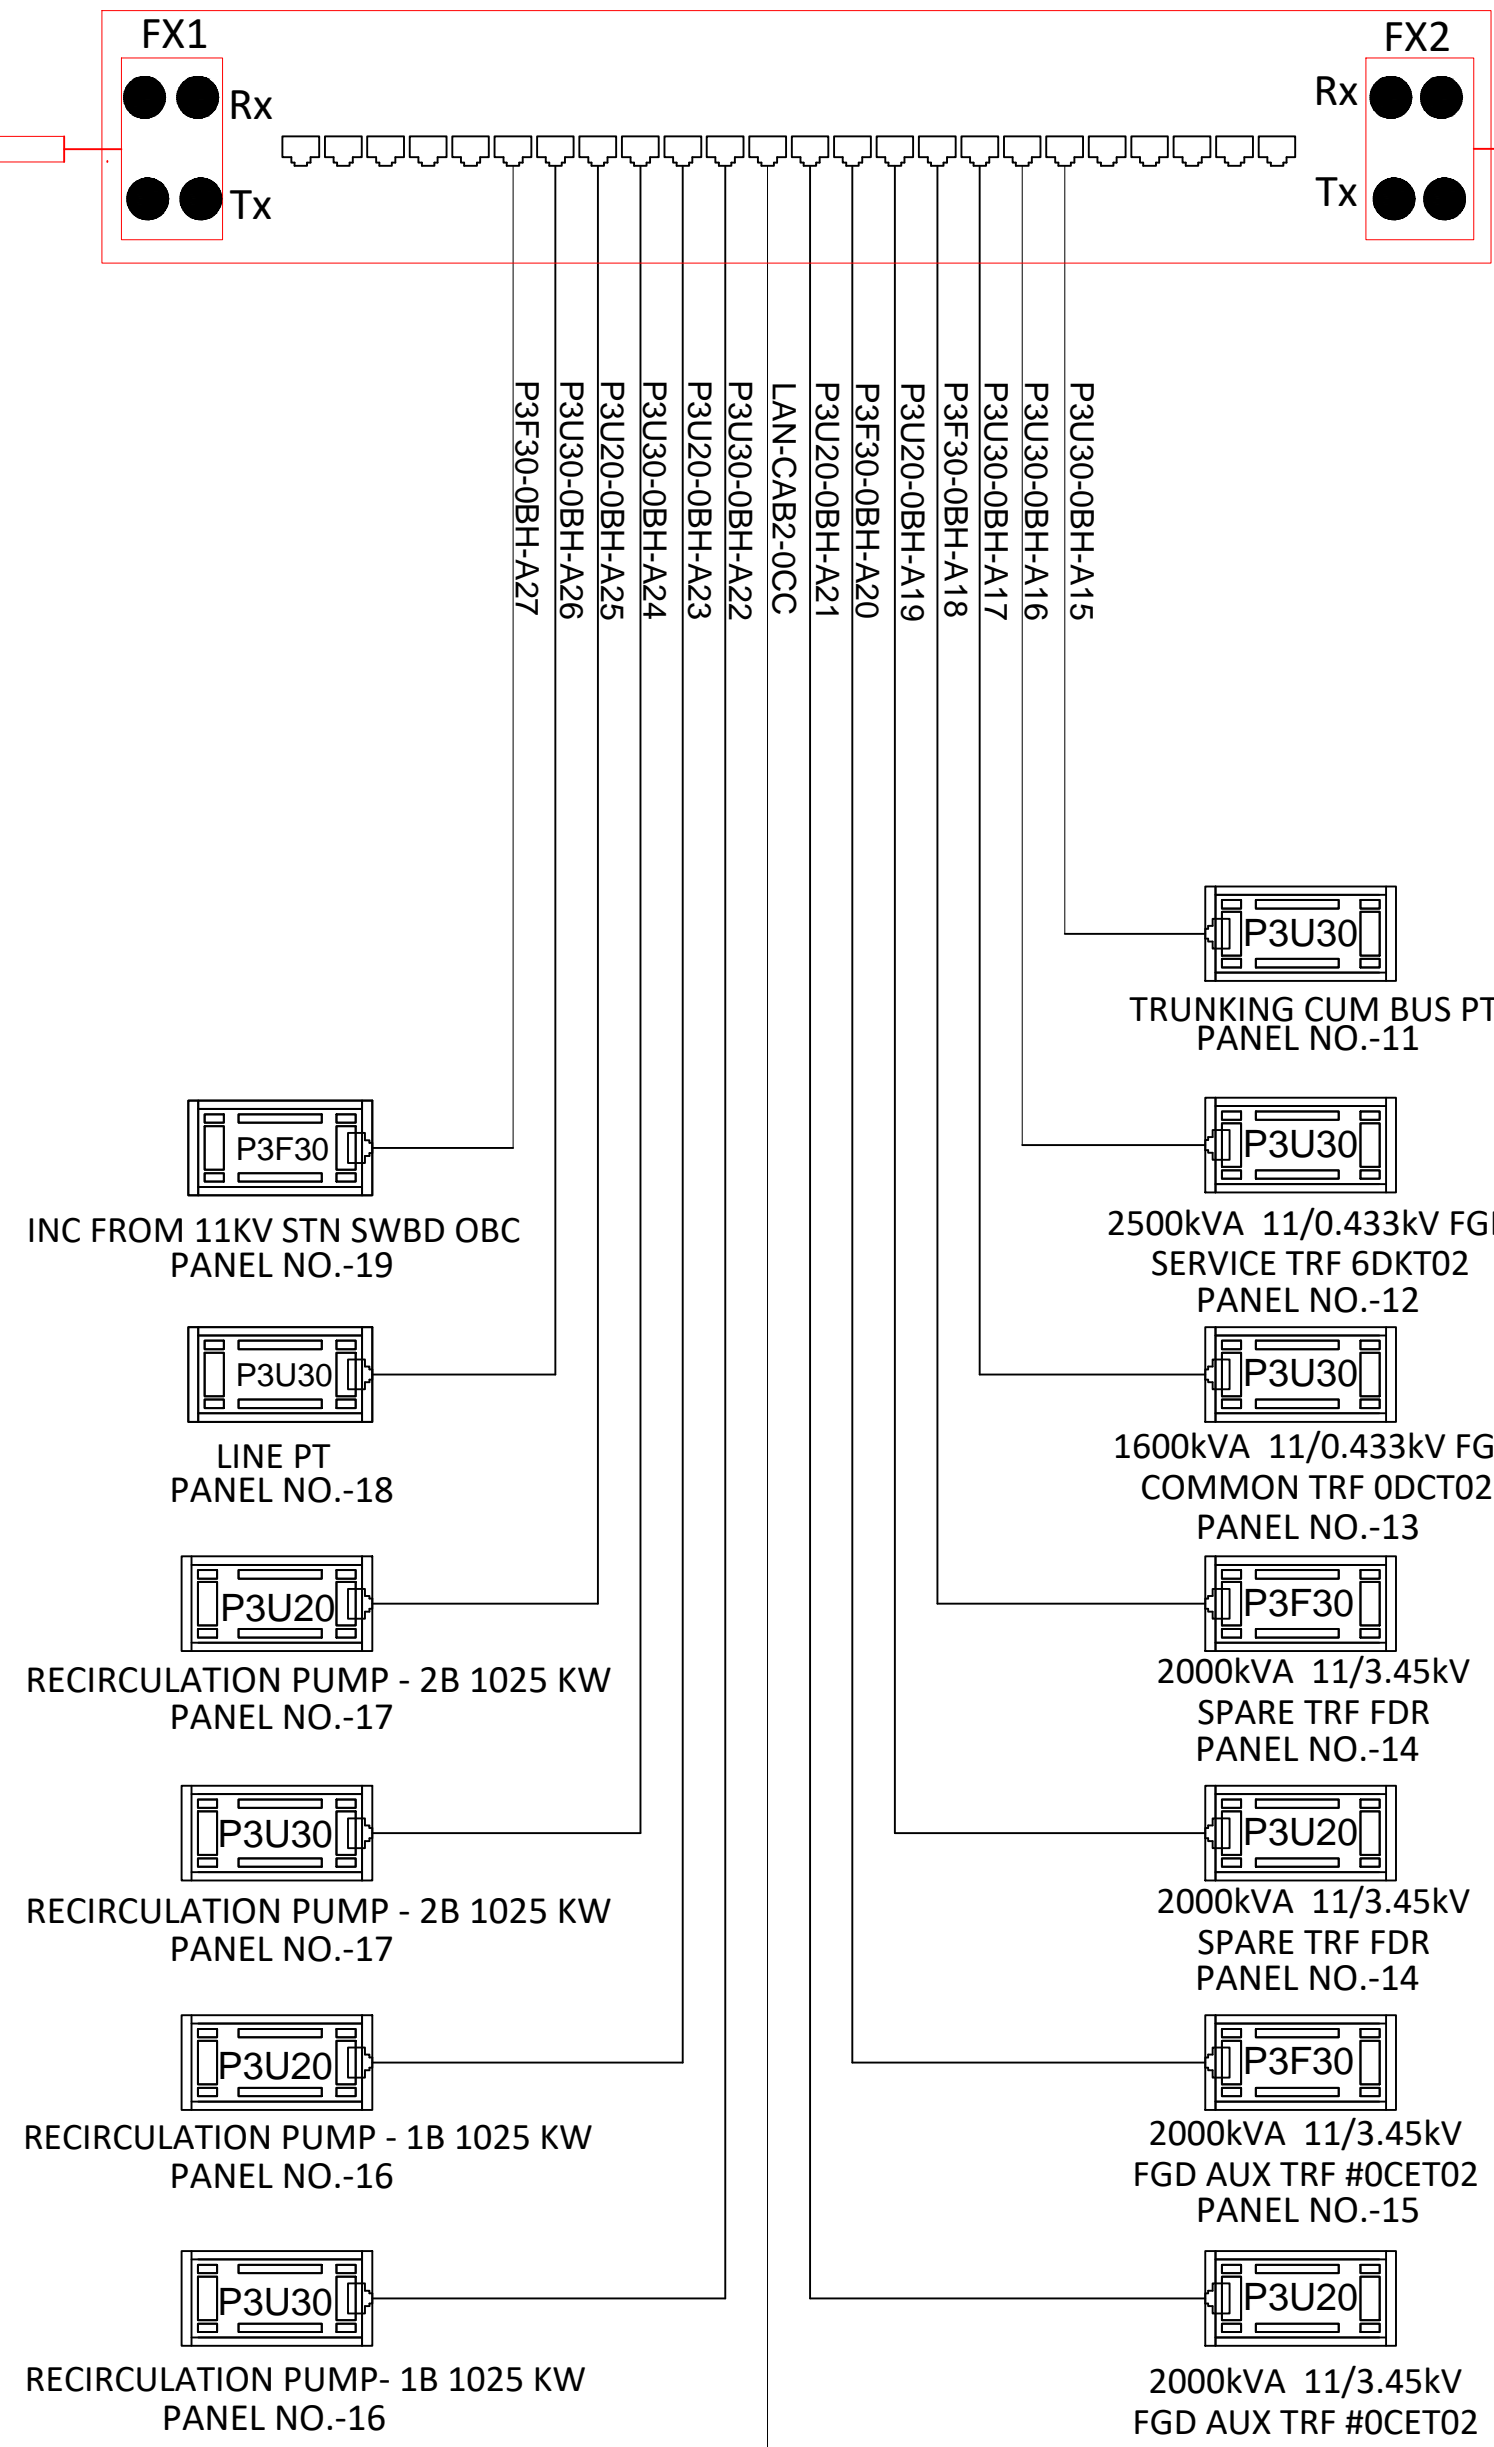 FX1
FX2
Rx
Rx
Tx
Tx
P3F30-0BH-A27
P3U30-0BH-A26
P3U20-0BH-A25
P3U30-0BH-A24
P3U20-0BH-A23
P3U30-0BH-A22
LAN-CAB2-0CC
P3U20-0BH-A21
P3F30-0BH-A20
P3U20-0BH-A19
P3F30-0BH-A18
P3U30-0BH-A17
P3U30-0BH-A16
P3U30-0BH-A15
P3F30
INC FROM 11KV STN SWBD OBC
PANEL NO.-19
P3U30
LINE PT
PANEL NO.-18
P3U20
RECIRCULATION PUMP - 2B 1025 KW
PANEL NO.-17
P3U30
RECIRCULATION PUMP - 2B 1025 KW
PANEL NO.-17
P3U20
RECIRCULATION PUMP - 1B 1025 KW
PANEL NO.-16
P3U30
RECIRCULATION PUMP- 1B 1025 KW
PANEL NO.-16
P3U30
TRUNKING CUM BUS PT
PANEL NO.-11
P3U30
2500kVA 11/0.433kV
SERVICE TRF 6DKT02
PANEL NO.-12
P3U30
1600kVA 11/0.433kV
COMMON TRF 0DCT02
PANEL NO.-13
P3F30
2000kVA 11/3.45kV
SPARE TRF FDR
PANEL NO.-14
P3U20
2000kVA 11/3.45kV
SPARE TRF FDR
PANEL NO.-14
P3F30
2000kVA 11/3.45kV
FGD AUX TRF #0CET02
PANEL NO.-15
P3U20
2000kVA 11/3.45kV
FGD AUX TRF #0CET02